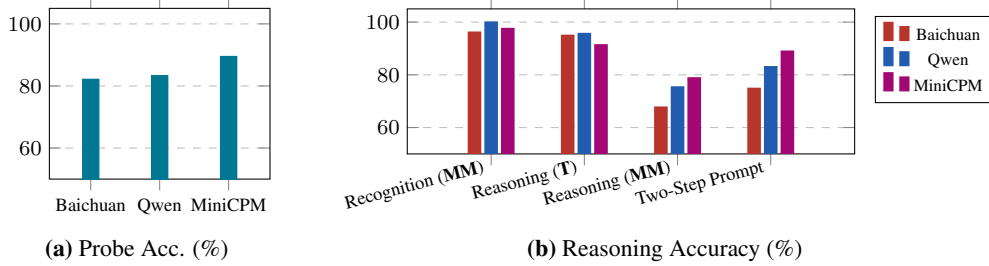 100
80
60
Baichuan Qwen MiniCPM
(a) Probe Acc. (%)
100
80
60
Recognition (MM)
Reasoning (T)
Reasoning (MM)
Two-Step Prompt
(b) Reasoning Accuracy (%)
Baichuan
Qwen
MiniCPM